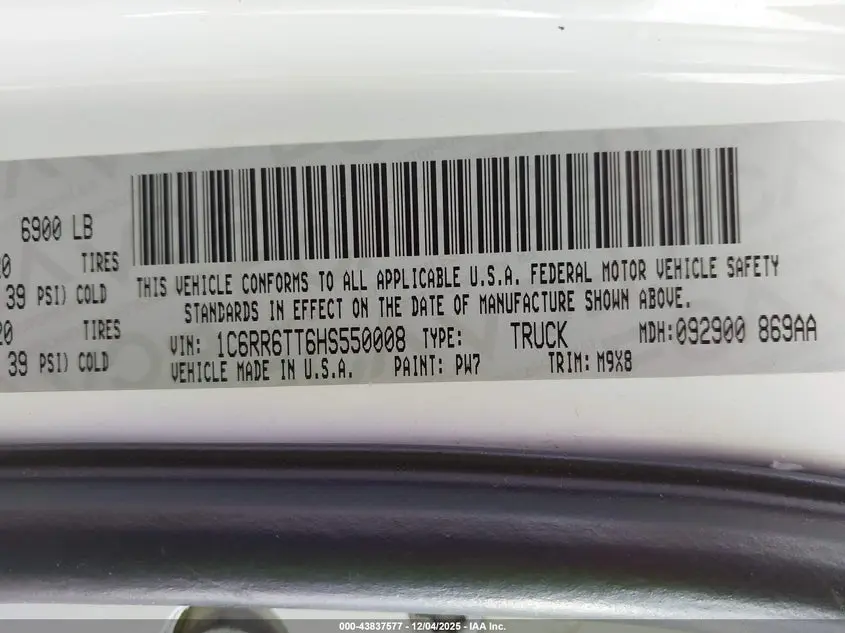 6900 LB
20 TIRES
39 PSI) COLD
20 TIRES
39 PSI) COLD
THIS VEHICLE CONFORMS TO ALL APPLICABLE U.S.A. FEDERAL MOTOR VEHICLE SAFETY
STANDARDS IN EFFECT ON THE DATE OF MANUFACTURE SHOWN ABOVE.
VIN: 1C6RR6TT6HS550008 TYPE: TRUCK MDH:092900 869AA
VEHICLE MADE IN U.S.A. PAINT: PW7 TRIM: M9X8
000-43837577 - 12/04/2025 - IAA Inc.